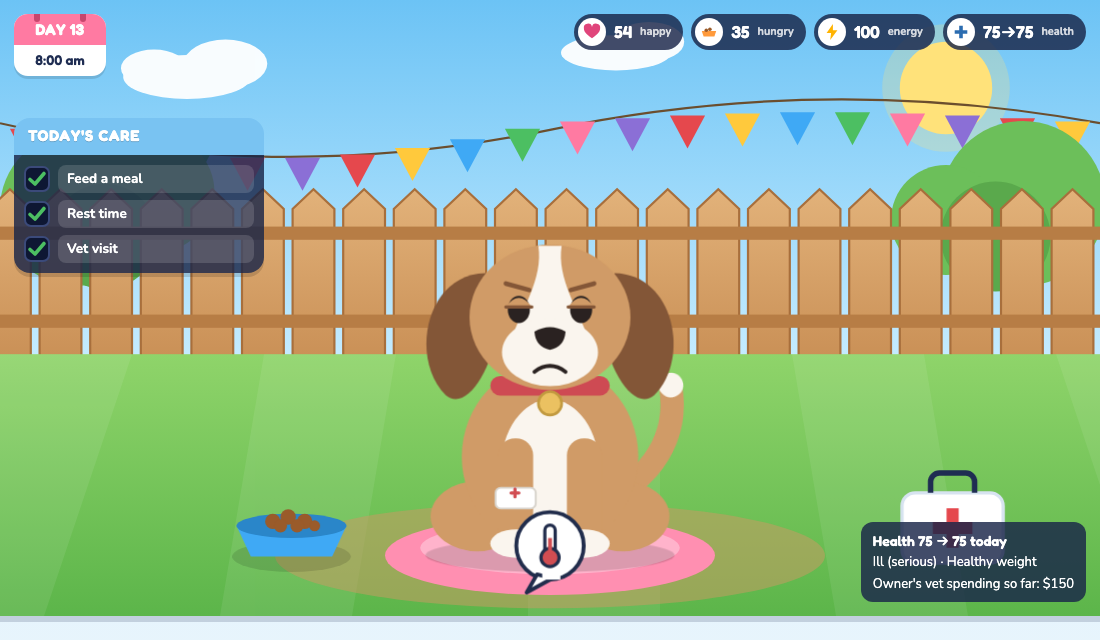 DAY 13
8:00 am
54 happy
35 hungry
100 energy
75→75 health
TODAY'S CARE
Feed a meal
Rest time
Vet visit
Health 75 → 75 today
Ill (serious) · Healthy weight
Owner's vet spending so far: $150